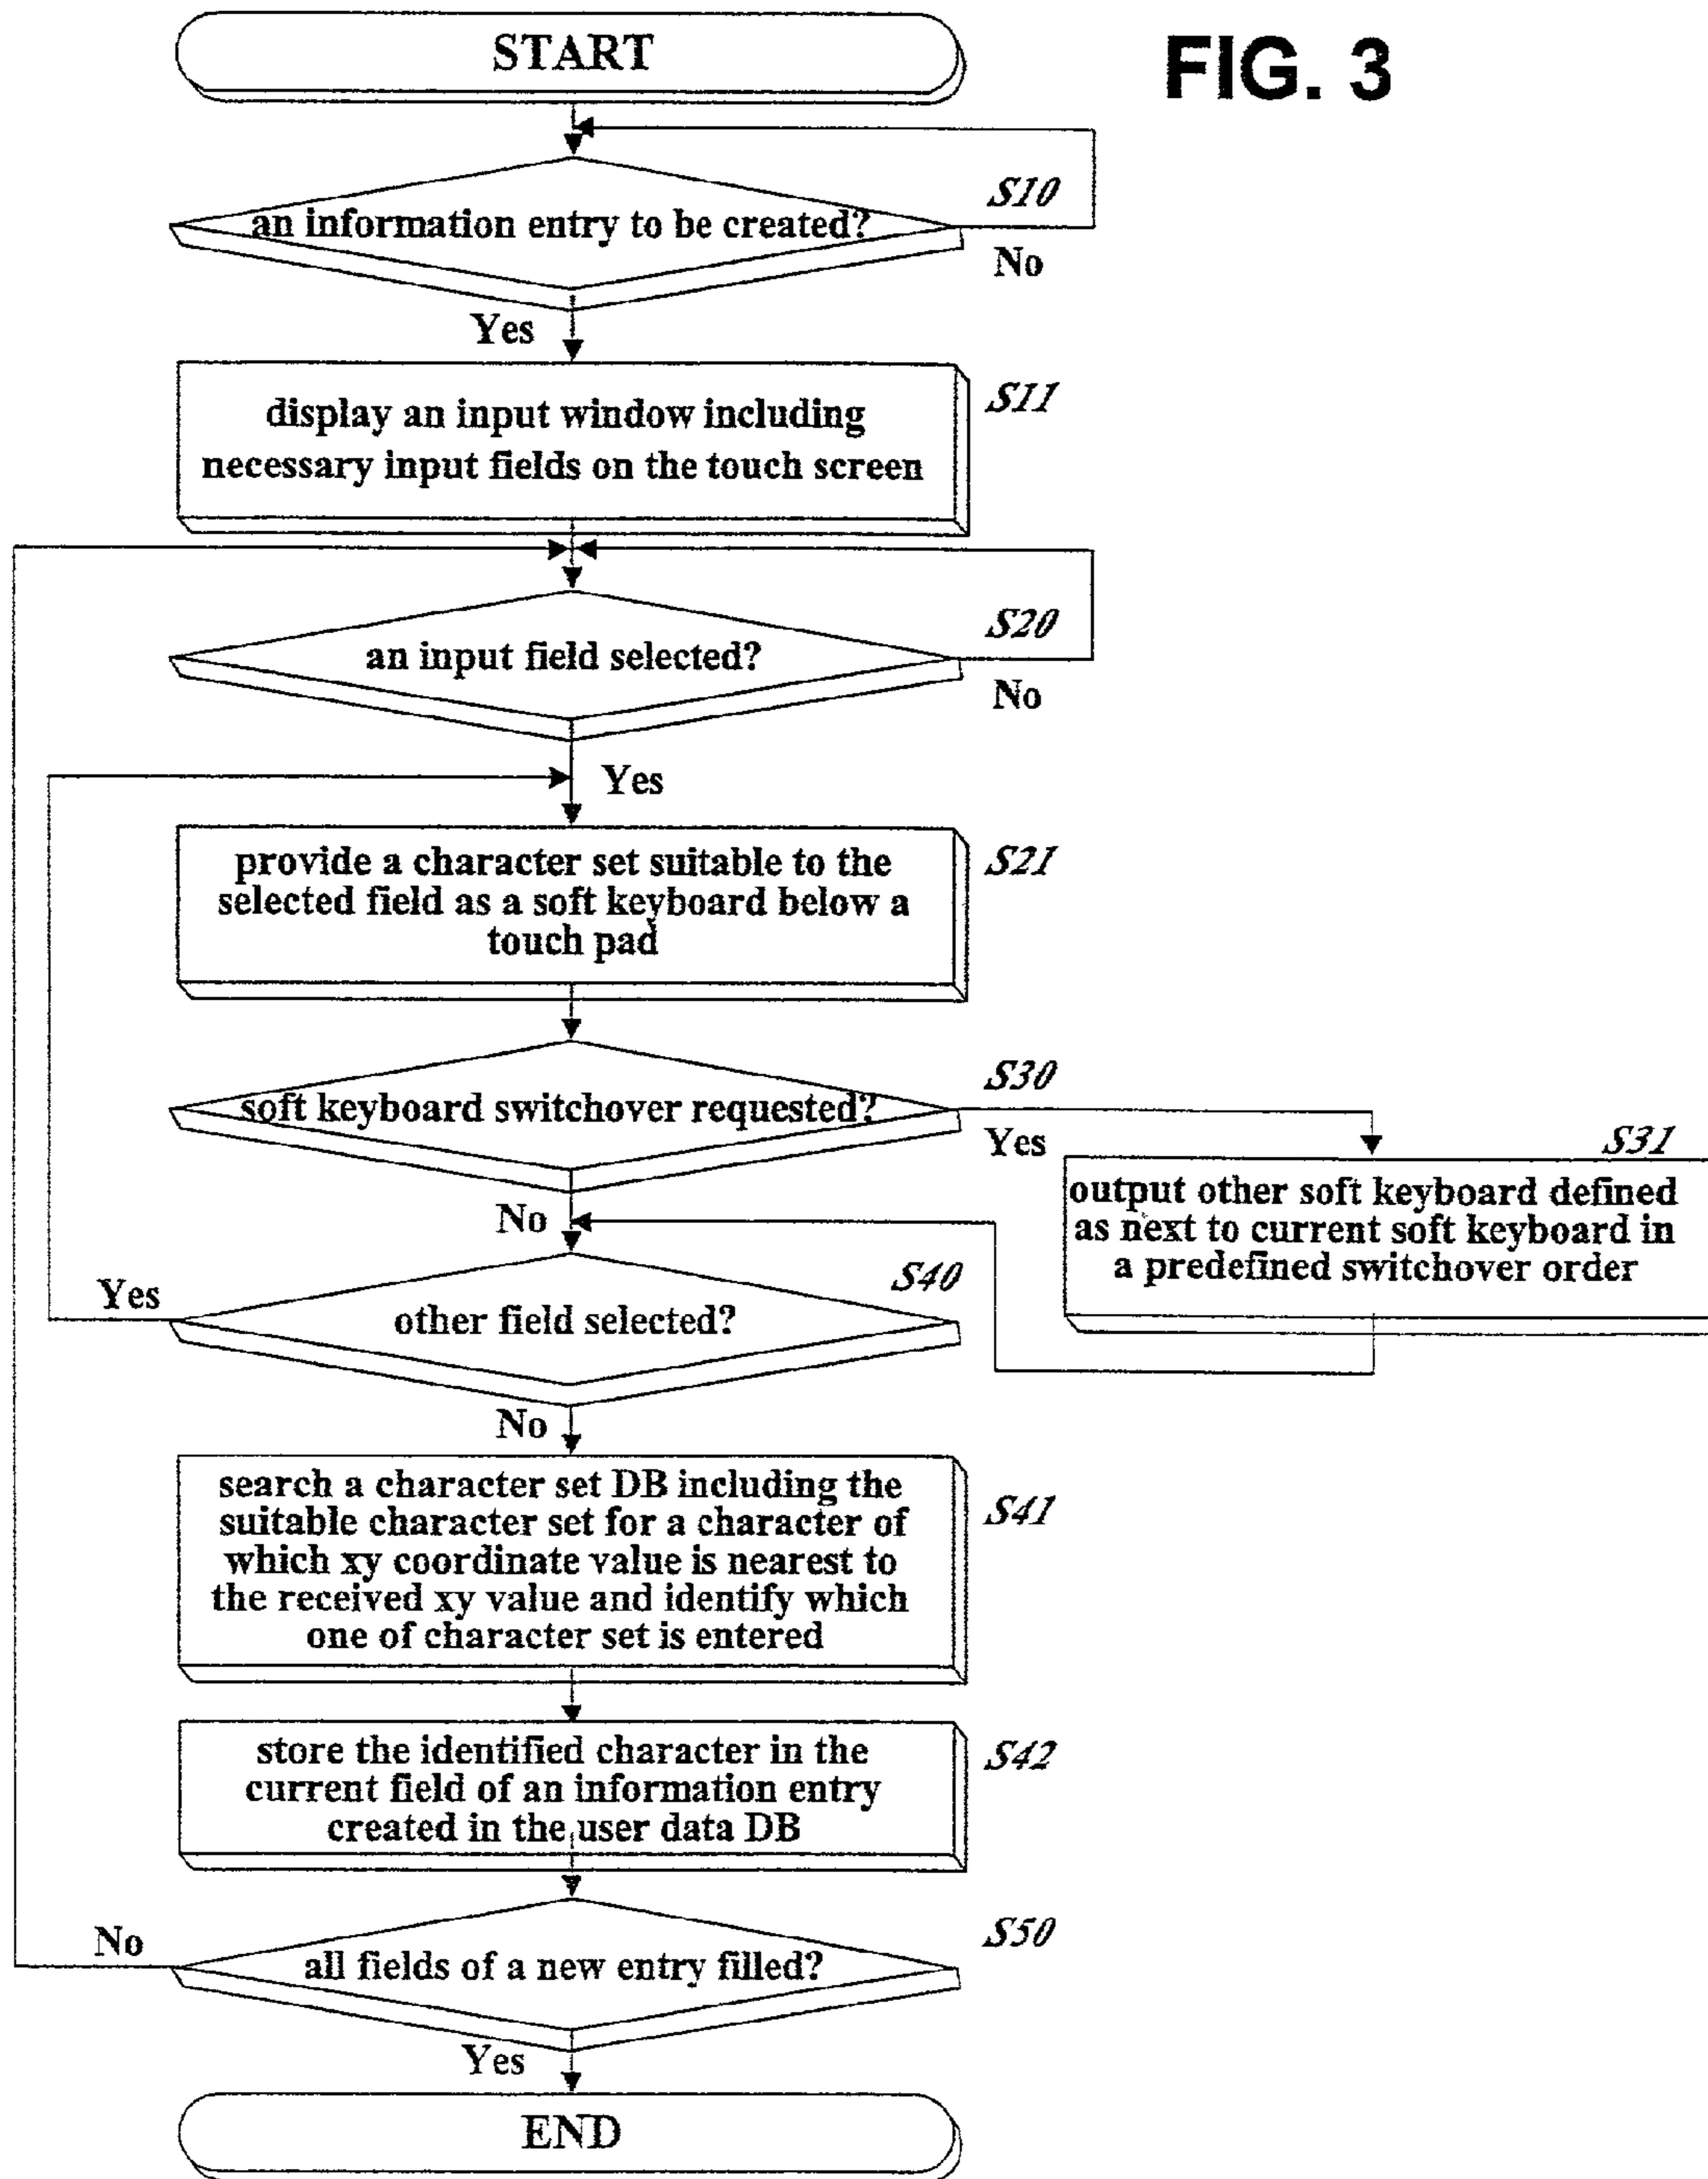 START
FIG. 3
S10
an information entry to be created?
No
Yes
S11
display an input window including
necessary input fields on the touch screen
S20
an input field selected?
No
Yes
S21
provide a character set suitable to the
selected field as a soft keyboard below a
touch pad
S30
soft keyboard switchover requested?
Yes
S31
output other soft keyboard defined
as next to current soft keyboard in
a predefined switchover order
No
S40
Yes
other field selected?
No
S41
search a character set DB including the
suitable character set for a character of
which xy coordinate value is nearest to
the received xy value and identify which
one of character set is entered
S42
store the identified character in the
current field of an information entry
created in the user data DB
S50
No
all fields of a new entry filled?
Yes
END